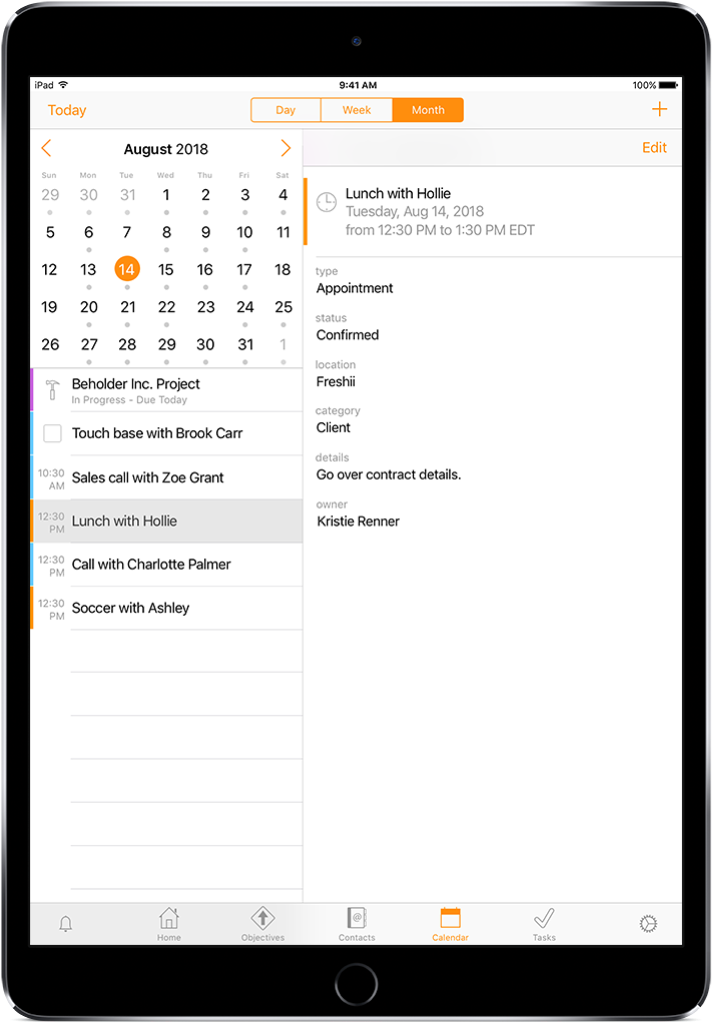 iPad 9:41 AM 100%
Today Day Week Month +
August 2018
Sun Mon Tue Wed Thu Fri Sat
29 30 31 1 2 3 4
5 6 7 8 9 10 11
12 13 14 15 16 17 18
19 20 21 22 23 24 25
26 27 28 29 30 31 1
Beholder Inc. Project
In Progress - Due Today
Touch base with Brook Carr
10:30
AM
Sales call with Zoe Grant
12:30
PM
Lunch with Hollie
12:30
PM
Call with Charlotte Palmer
12:30
PM
Soccer with Ashley
Edit
Lunch with Hollie
Tuesday, Aug 14, 2018
from 12:30 PM to 1:30 PM EDT
type
Appointment
status
Confirmed
location
Freshii
category
Client
details
Go over contract details.
owner
Kristie Renner
Home Objectives Contacts Calendar Tasks